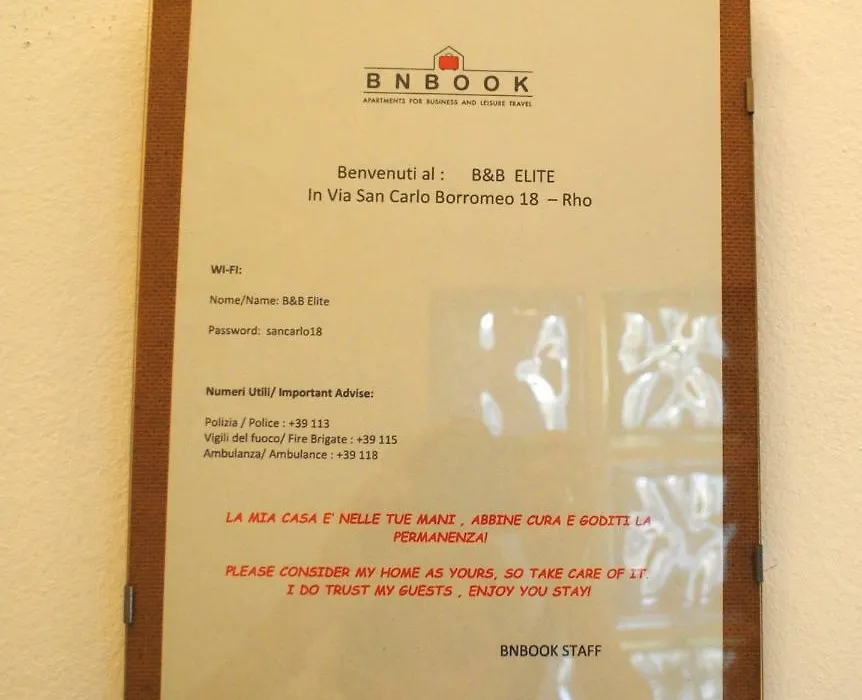 BNBOOK
APARTMENTS FOR BUSINESS AND LEISURE TRAVEL
Benvenuti al : B&B ELITE
In Via San Carlo Borromeo 18 – Rho
WI-FI:
Nome/Name: B&B Elite
Password: sancarlo18
Numeri Utili/ Important Advise:
Polizia / Police : +39 113
Vigili del fuoco/ Fire Brigate : +39 115
Ambulanza/ Ambulance : +39 118
LA MIA CASA E' NELLE TUE MANI , ABBINE CURA E GODITI LA
PERMANENZA!
PLEASE CONSIDER MY HOME AS YOURS, SO TAKE CARE OF IT.
I DO TRUST MY GUESTS , ENJOY YOU STAY!
BNBOOK STAFF